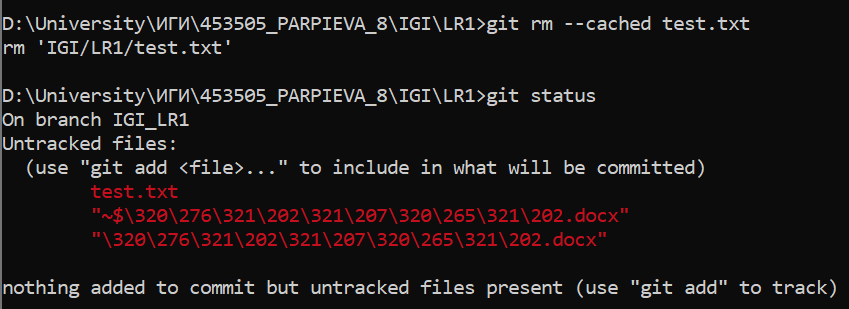 D:\University\ИГИ\453505_PARPIEVA_8\IGI\LR1>git rm --cached test.txt
rm 'IGI/LR1/test.txt'
D:\University\ИГИ\453505_PARPIEVA_8\IGI\LR1>git status
On branch IGI_LR1
Untracked files:
(use "git add <file>..." to include in what will be committed)
test.txt
"~$\320\276\321\202\321\207\320\265\321\202.docx"
"\320\276\321\202\321\207\320\265\321\202.docx"
nothing added to commit but untracked files present (use "git add" to track)